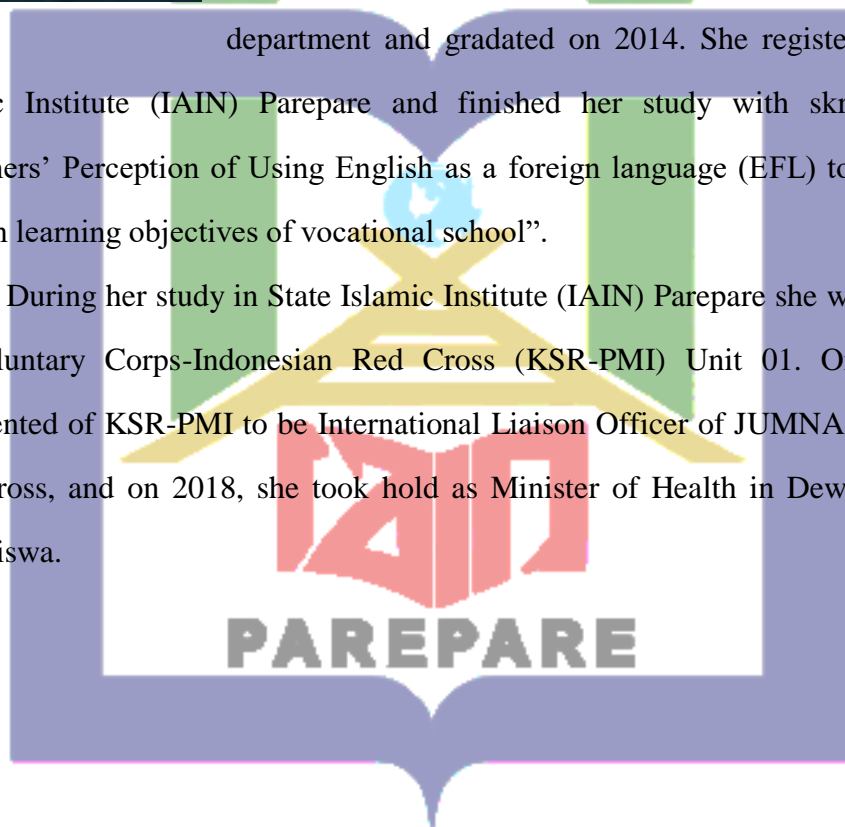 department and gradated on 2014. She registe
c Institute (IAIN) Parepare and finished her study with skr
ners’ Perception of Using English as a foreign language (EFL) to
n learning objectives of vocational school”.
During her study in State Islamic Institute (IAIN) Parepare she w
luntary Corps-Indonesian Red Cross (KSR-PMI) Unit 01. O
ented of KSR-PMI to be International Liaison Officer of JUMNA
ross, and on 2018, she took hold as Minister of Health in Dew
iswa.
iain
PAREPARE